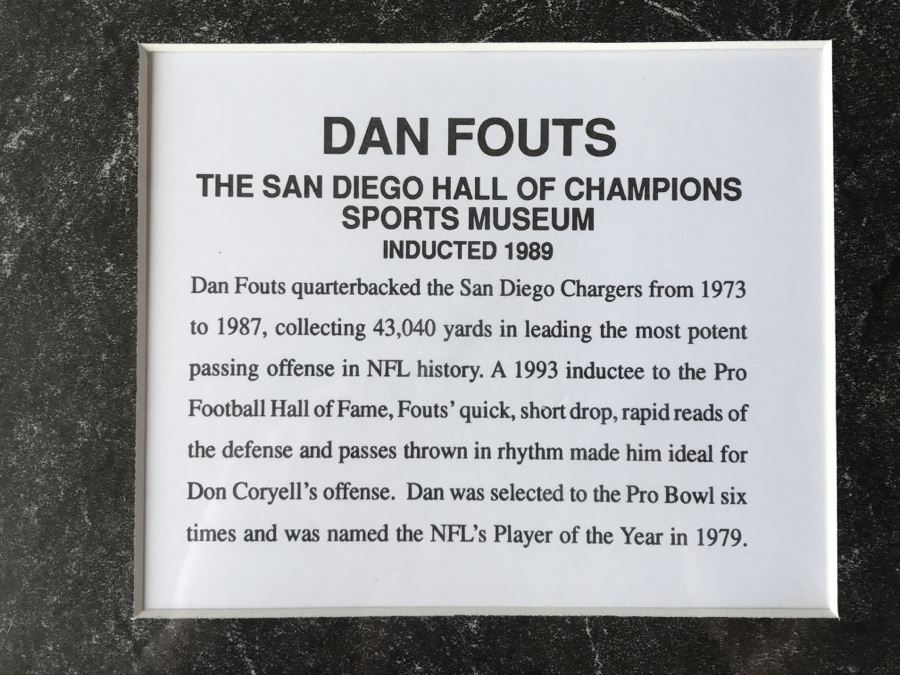 DAN FOUTS
THE SAN DIEGO HALL OF CHAMPIONS
SPORTS MUSEUM
INDUCTED 1989
Dan Fouts quarterbacked the San Diego Chargers from 1973
to 1987, collecting 43,040 yards in leading the most potent
passing offense in NFL history. A 1993 inductee to the Pro
Football Hall of Fame, Fouts' quick, short drop, rapid reads of
the defense and passes thrown in rhythm made him ideal for
Don Coryell's offense. Dan was selected to the Pro Bowl six
times and was named the NFL's Player of the Year in 1979.